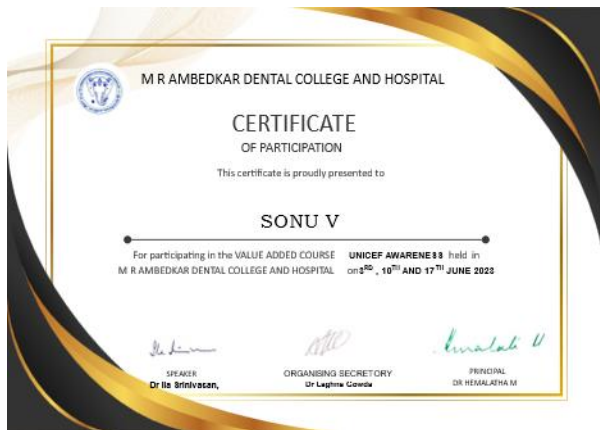 M R AMBEDKAR DENTAL COLLEGE AND HOSPITAL
CERTIFICATE
OF PARTICIPATION
This certificate is proudly presented to
SONU V
For participating in the VALUE ADDED COURSE UNICEF AWARENESS held in
M R AMBEDKAR DENTAL COLLEGE AND HOSPITAL on 3RD , 10TH AND 17TH JUNE 2023
SPEAKER
Dr Ila Srinivasan,
ORGANISING SECRETORY
Dr Laghna Gowda
PRINCIPAL
DR HEMALATHA M